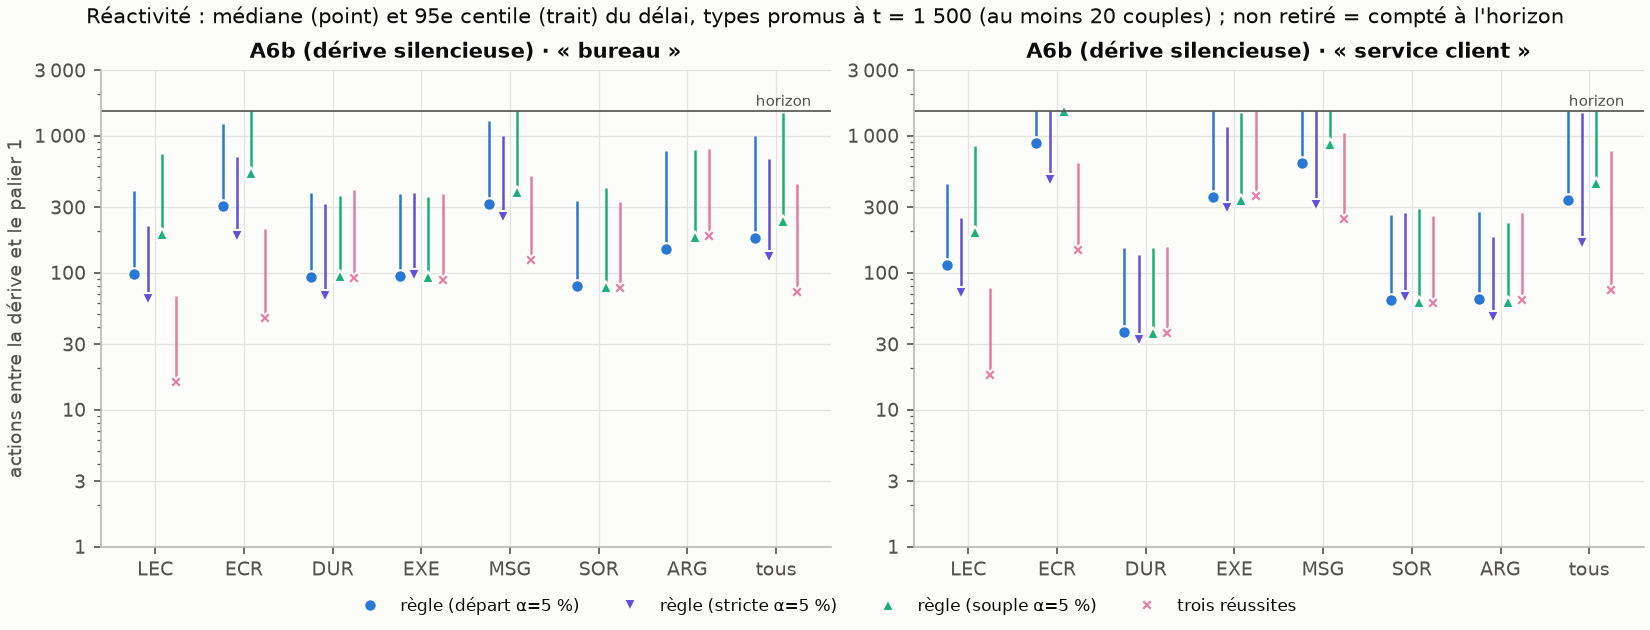 Réactivité : médiane (point) et 95e centile (trait) du délai, types promus à t = 1 500 (au moins 20 couples) ; non retiré = compté à l'horizon
A6b (dérive silencieuse) · « bureau »
A6b (dérive silencieuse) · « service client »
actions entre la dérive et le palier 1
3 000
1 000
300
100
30
10
3
1
horizon
LEC ECR DUR EXE MSG SOR ARG tous
3 000
1 000
300
100
30
10
3
1
horizon
LEC ECR DUR EXE MSG SOR ARG tous
règle (départ α=5 %) règle (stricte α=5 %) règle (souple α=5 %) trois réussites